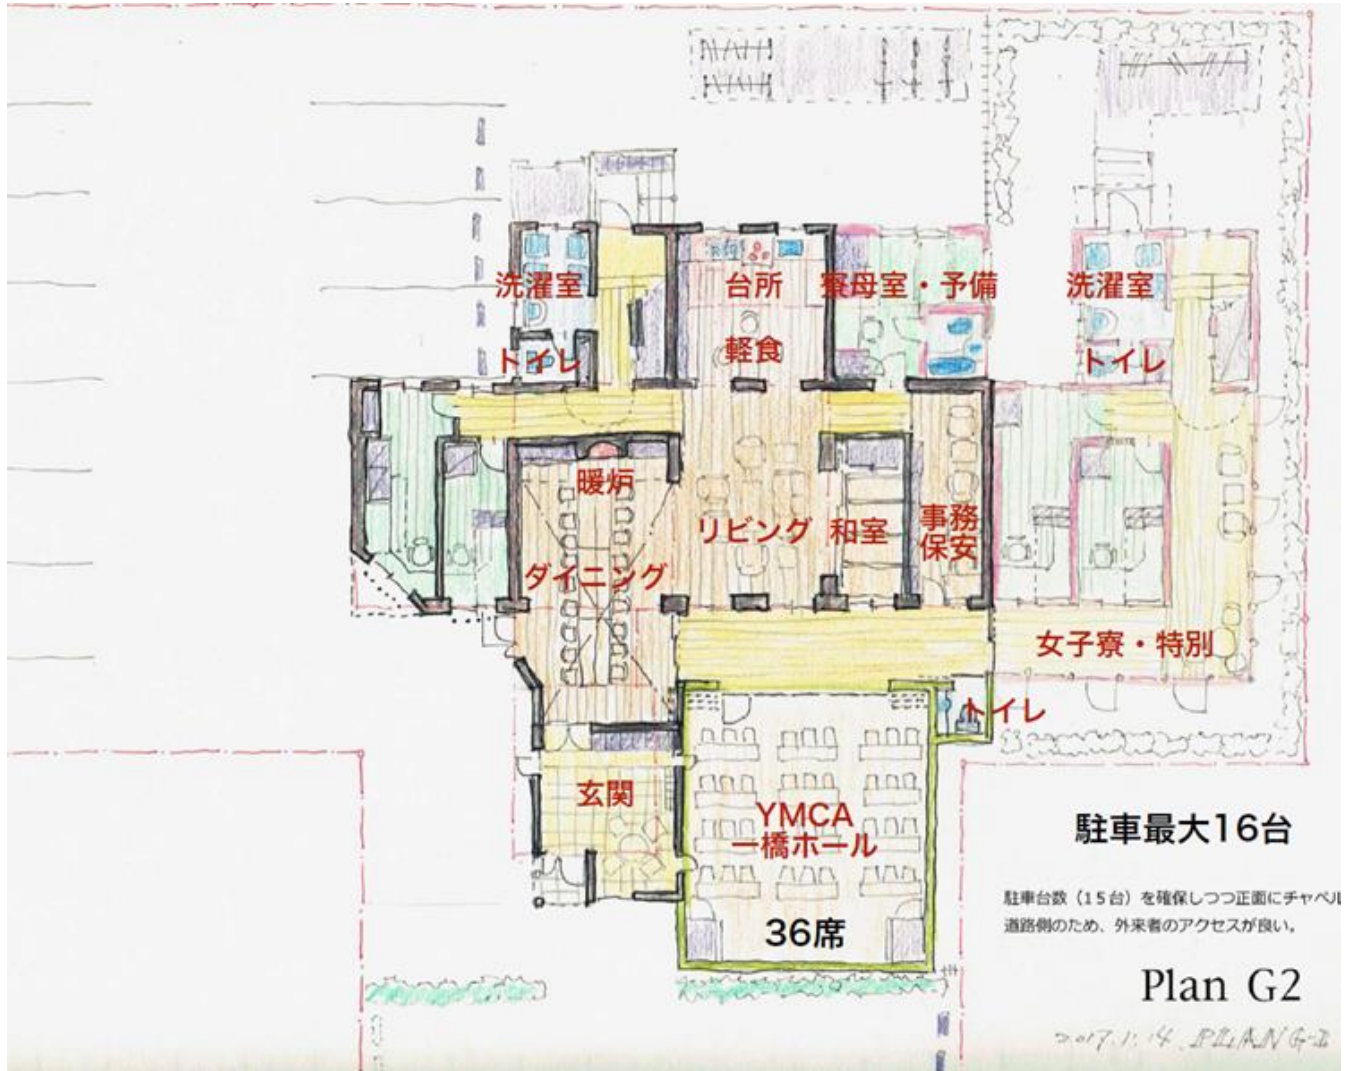 洗濯室
台所
寮母室・予備
洗濯室
トイレ
軽食
トイレ
暖炉
リビング
和室
事務
保安
ダイニング
女子寮・特別
トイレ
玄関
YMCA
一橋ホール
36席
駐車最大16台
駐車台数（15台）を確保しつつ正面にチャペル
道路側のため、外来者のアクセスが良い。
Plan G2
2017.1.14. PLAN G-2